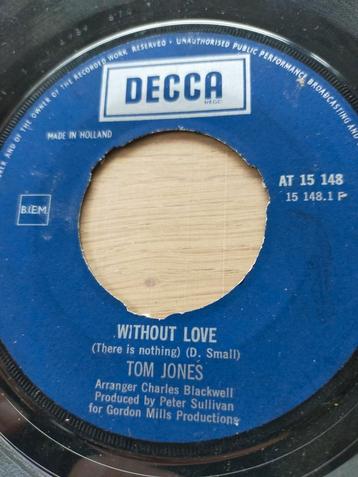 AKER AND OF THE OWNER OF THE RECORDED WORK RESERVED · UNAUTHORISED PUBLIC PERFORMANCE BROADCASTING AND
DECCA
MADE IN HOLLAND
BIEM
AT 15 148
15 148.1 P
WITHOUT LOVE
(There is nothing) (D. Small)
TOM JONES
Arranger Charles Blackwell
Produced by Peter Sullivan
for Gordon Mills Productions